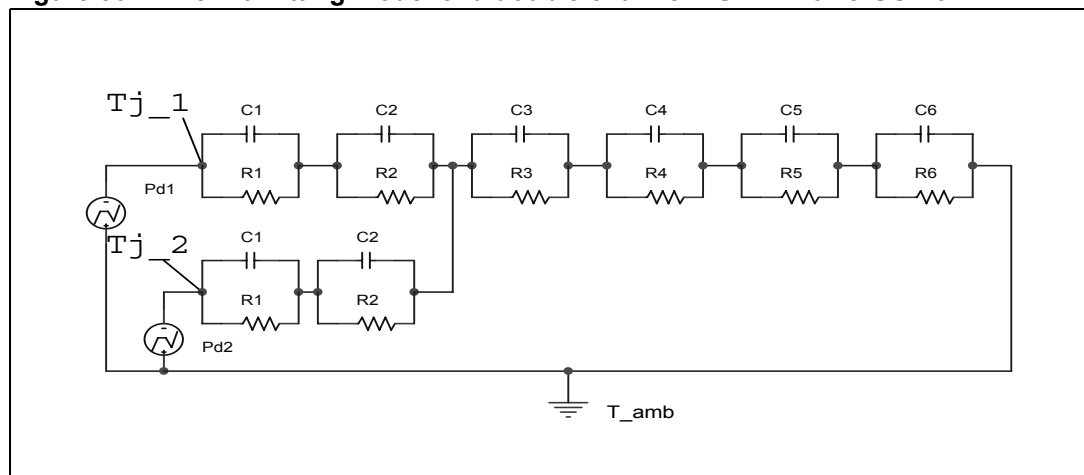 Tj_1
C1 C2 C3 C4 C5 C6
R1 R2 R3 R4 R5 R6
Pd1
Tj_2
C1 C2
R1 R2
Pd2
T_amb